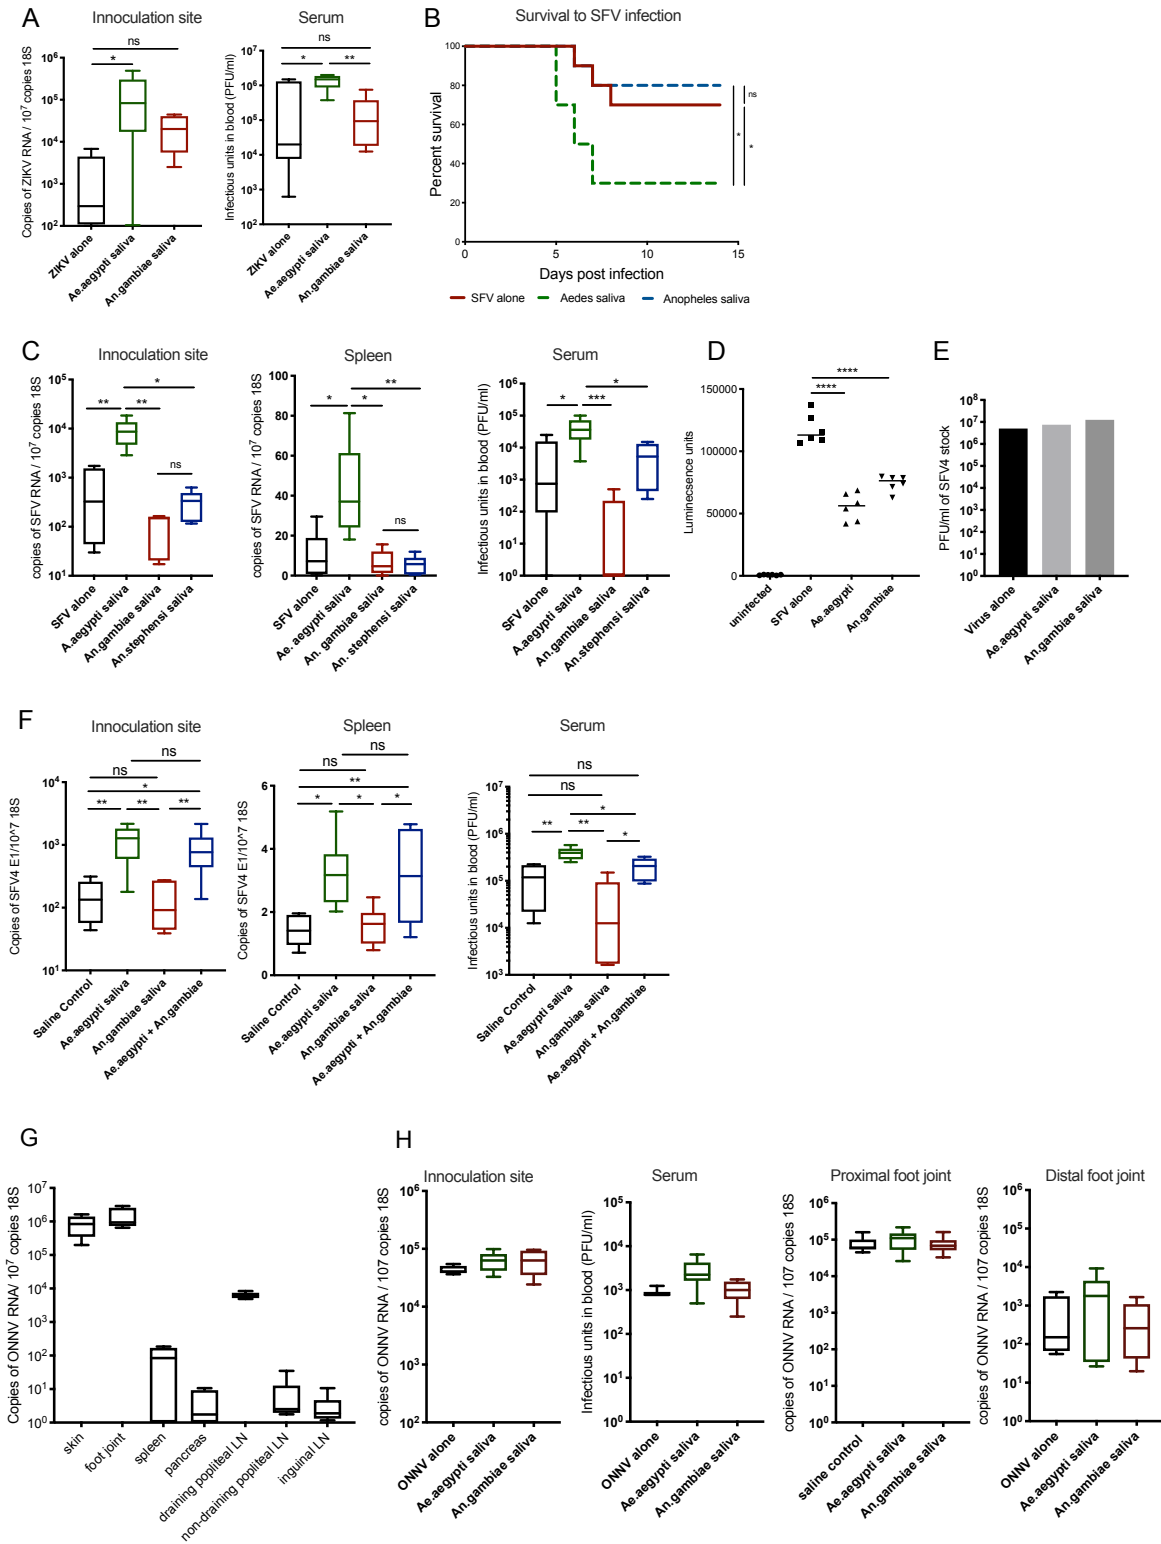 A
Innoculation site
Copies of ZIKV RNA / 10^7 copies 18S
10^6
10^5
10^4
10^3
10^2
ns
*
ZIKV alone
Ae.aegypti saliva
An.gambiae saliva
Serum
Infectious units in blood (PFU/ml)
10^7
10^6
10^5
10^4
10^3
10^2
ns
*
**
ZIKV alone
Ae.aegypti saliva
An.gambiae saliva
B
Survival to SFV infection
Percent survival
100
80
60
40
20
0
0
5
10
15
ns
*
*
Days post infection
SFV alone
Aedes saliva
Anopheles saliva
C
Innoculation site
copies of SFV RNA / 10^7 copies 18S
10^5
10^3
10^2
10^1
*
**
**
ns
SFV alone
A.aegypti saliva
An.gambiae saliva
An.stephensi saliva
Spleen
copies of SFV RNA / 10^7 copies 18S
100
80
60
40
20
0
**
*
*
ns
SFV alone
Ae. aegypti saliva
An. gambiae saliva
An. stephensi saliva
Serum
Infectious units in blood (PFU/ml)
10^6
10^5
10^4
10^3
10^2
10^1
10^0
*
*
***
SFV alone
A.aegypti saliva
An.gambiae saliva
An.stephensi saliva
D
Luminecsence units
150000
100000
50000
0
****
****
uninfected
SFV alone
Ae.aegypti
An.gambiae
E
PFU/ml of SFV4 stock
10^8
10^7
10^6
10^5
10^4
10^3
10^2
10^1
10^0
Virus alone
Ae.aegypti saliva
An.gambiae saliva
F
Innoculation site
Copies of SFV4 E1/10^7 18S
10^4
10^3
10^2
10^1
ns
ns
*
**
**
**
Saline Control
Ae.aegypti saliva
An.gambiae saliva
Ae.aegypti + An.gambiae
Spleen
Copies of SFV4 E1/10^7 18S
6
4
2
0
ns
ns
**
*
*
*
Saline Control
Ae.aegypti saliva
An.gambiae saliva
Ae.aegypti + An.gambiae
Serum
Infectious units in blood (PFU/ml)
10^7
10^6
10^5
10^4
10^3
ns
ns
*
**
**
*
Saline Control
Ae.aegypti saliva
An.gambiae saliva
Ae.aegypti + An.gambiae
G
Copies of ONNV RNA/ 10^7 copies 18S
10^7
10^6
10^5
10^4
10^3
10^2
10^1
10^0
skin
foot joint
spleen
pancreas
draining popliteal LN
non-draining popliteal LN
inguinal LN
H
Innoculation site
copies of ONNV RNA / 107 copies 18S
10^6
10^5
10^4
10^3
10^2
ONNV alone
Ae.aegypti saliva
An.gambiae saliva
Serum
Infectious units in blood (PFU/ml)
10^5
10^4
10^3
10^2
10^1
10^0
ONNV alone
Ae.aegypti saliva
An.gambiae saliva
Proximal foot joint
copies of ONNV RNA / 107 copies 18S
10^6
10^5
10^4
10^3
10^2
10^1
10^0
saline control
Ae.aegypti saliva
An.gambiae saliva
Distal foot joint
copies of ONNV RNA / 107 copies 18S
10^6
10^5
10^4
10^3
10^2
10^1
10^0
ONNV alone
Ae.aegypti saliva
An.gambiae saliva